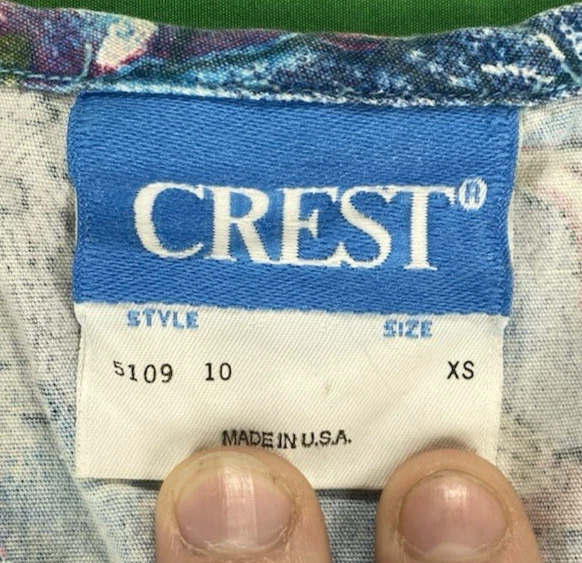 CREST®
STYLE SIZE
5109 10 XS
MADE IN U.S.A.